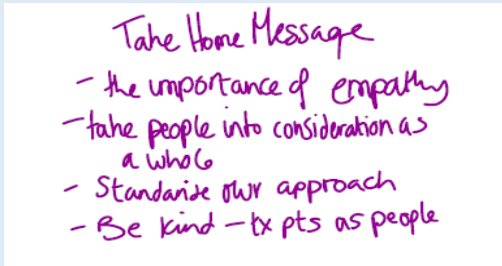 Take Home Message
- the importance of empathy
- take people into consideration as
a whole
- Standarise our approach
- Be kind - tx pts as people